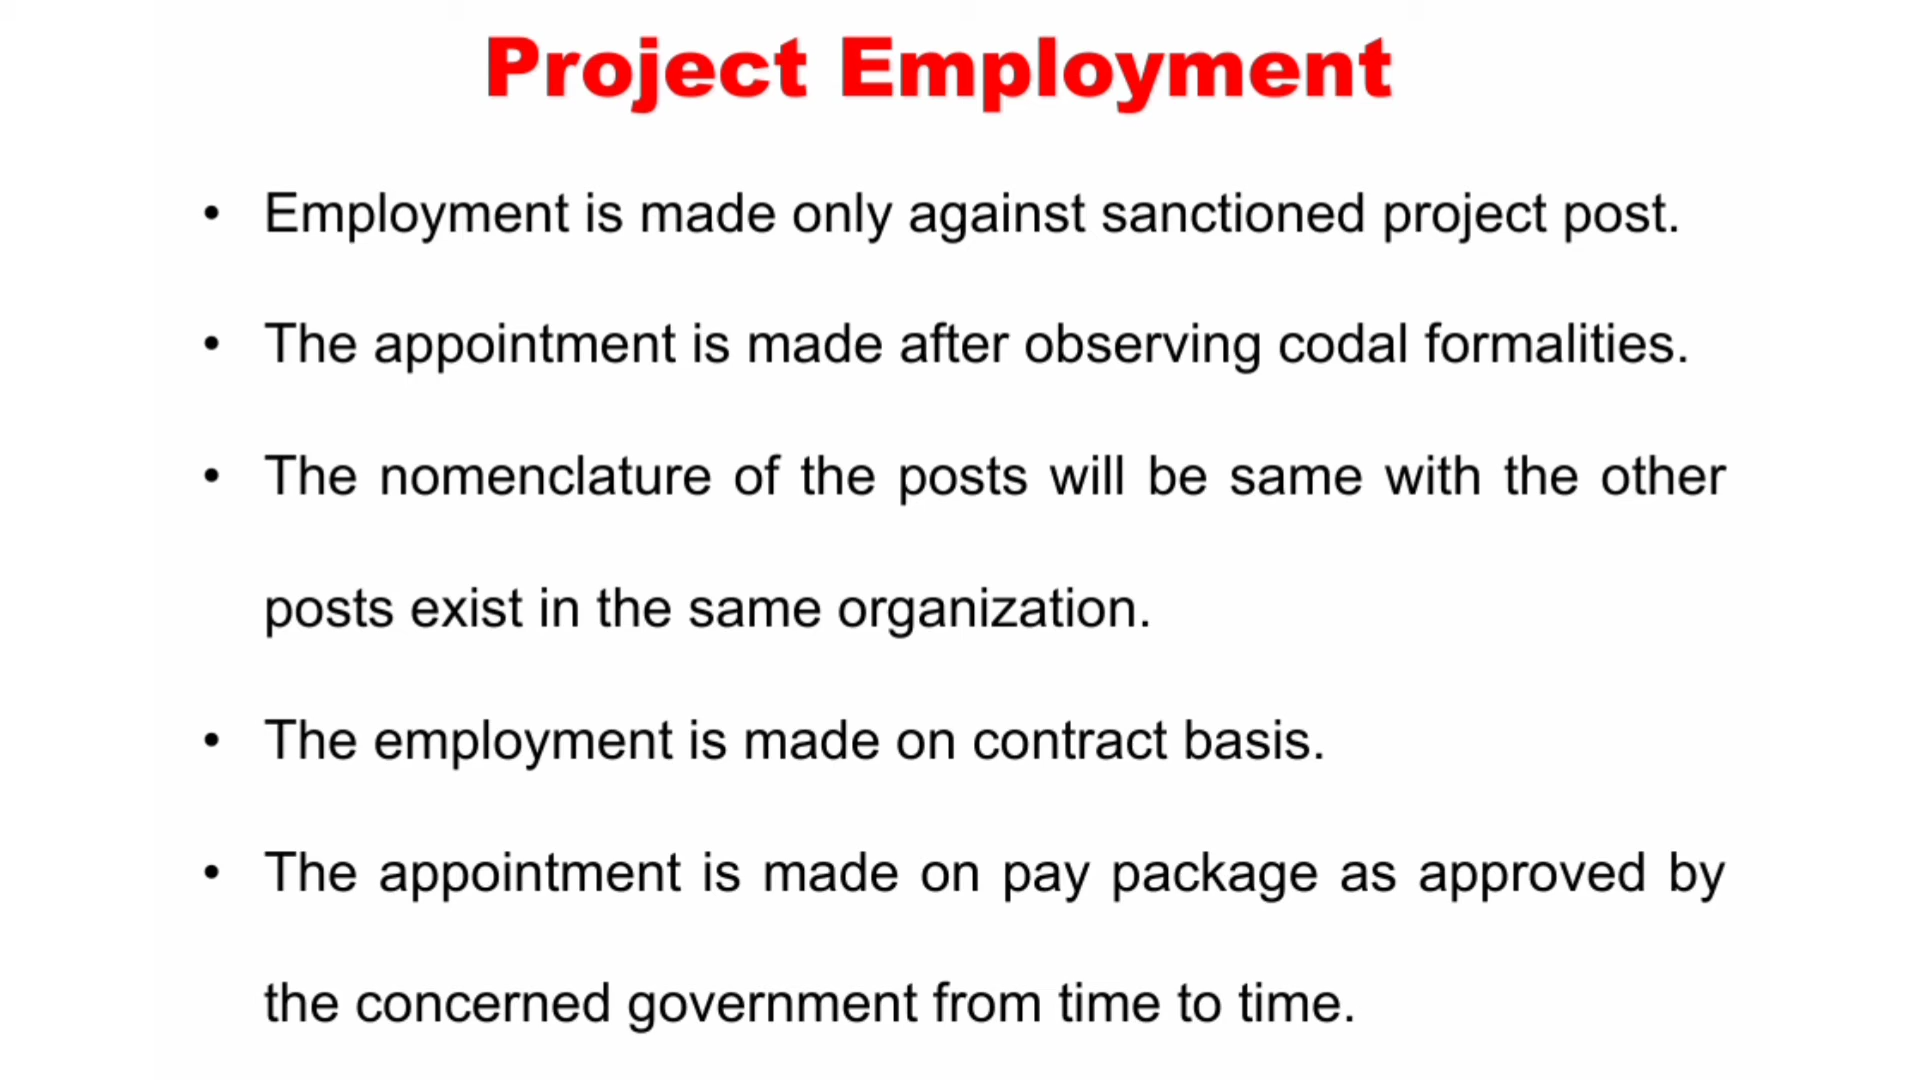 Project Employment
• Employment is made only against sanctioned project post.
• The appointment is made after observing codal formalities.
• The nomenclature of the posts will be same with the other
posts exist in the same organization.
• The employment is made on contract basis.
• The appointment is made on pay package as approved by
the concerned government from time to time.